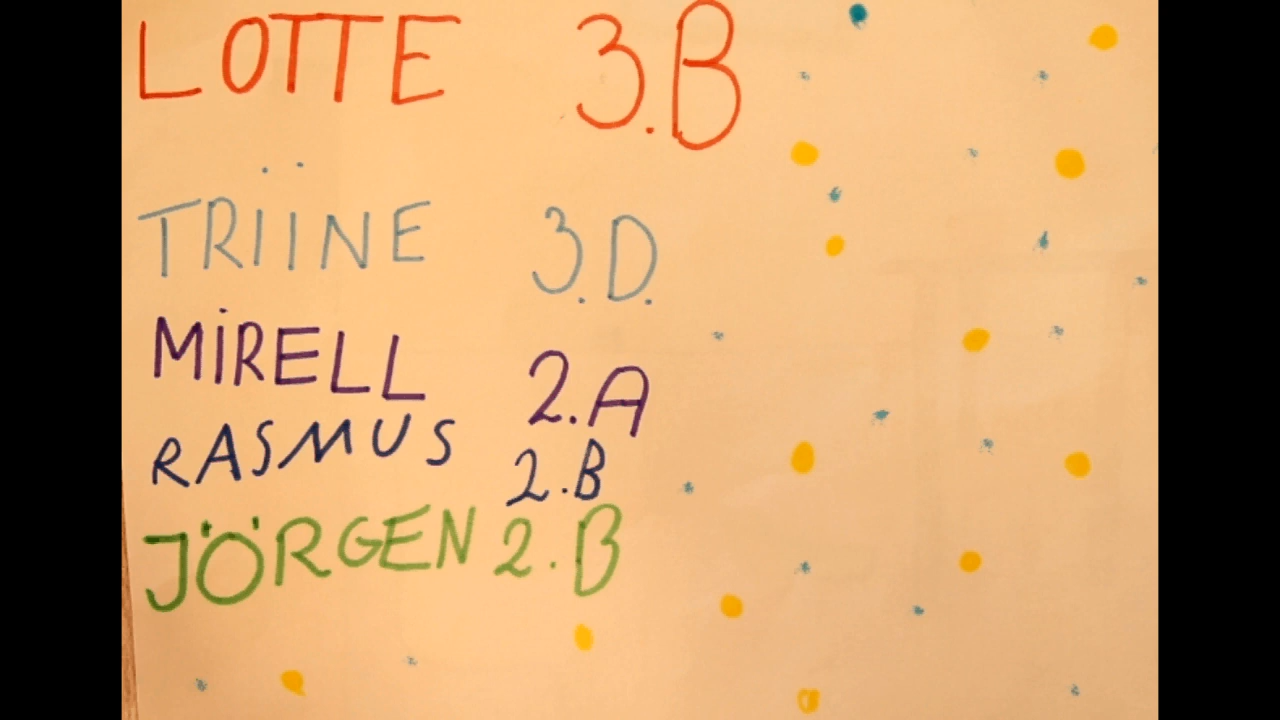 LOTTE 3.B
TRIINE 3.D.
MiRELL 2.A
RASMUS 2.B
JÖRGEN 2.B